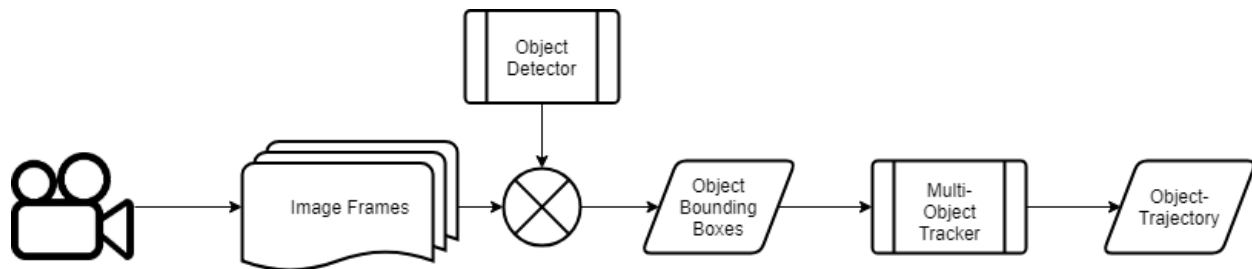 Object
Detector
Image Frames
Object
Bounding
Boxes
Multi-
Object
Tracker
Object-
Trajectory